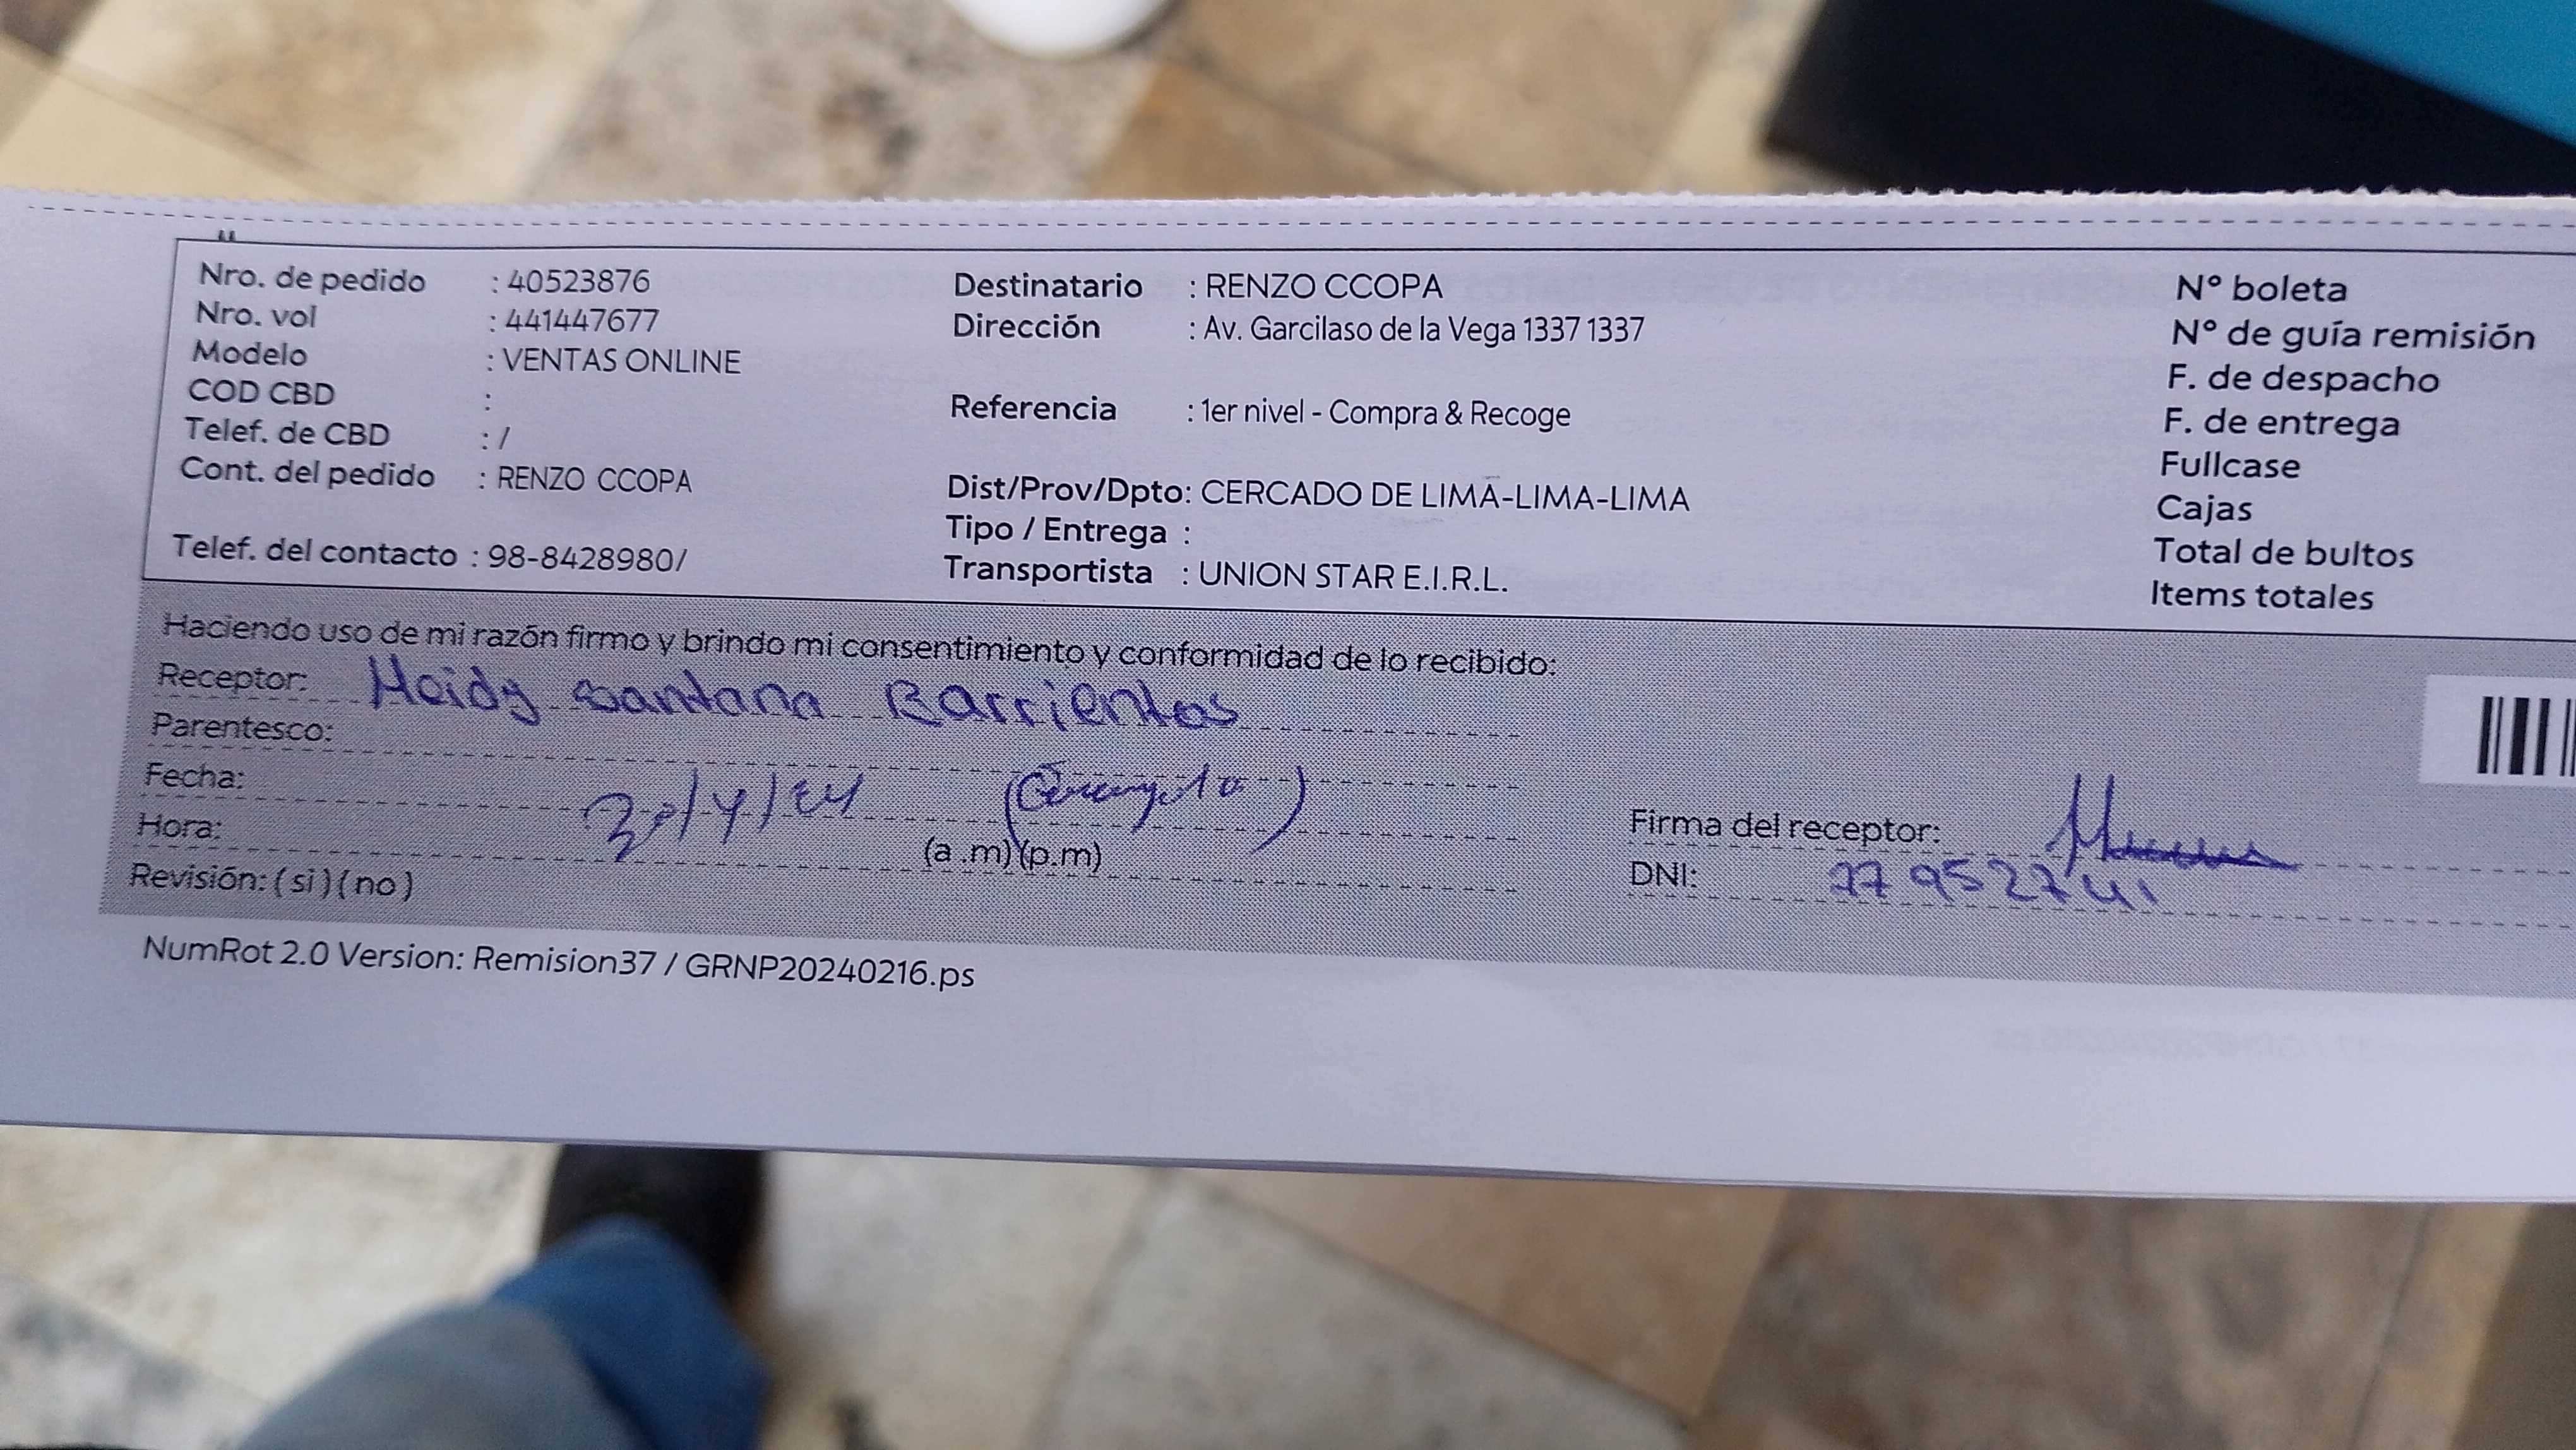 Nro. de pedido : 40523876
Nro. vol : 441447677
Modelo : VENTAS ONLINE
COD CBD :
Telef. de CBD : /
Cont. del pedido : RENZO CCOPA
Telef. del contacto : 98-8428980/
Destinatario : RENZO CCOPA
Dirección : Av. Garcilaso de la Vega 1337 1337
Referencia : 1er nivel - Compra & Recoge
Dist/Prov/Dpto: CERCADO DE LIMA-LIMA-LIMA
Tipo / Entrega :
Transportista : UNION STAR E.I.R.L.
N° boleta
N° de guía remisión
F. de despacho
F. de entrega
Fullcase
Cajas
Total de bultos
Items totales
Haciendo uso de mi razón firmo y brindo mi consentimiento y conformidad de lo recibido:
Receptor: Heidy santana Barrientos
Parentesco:
Fecha:
Hora: (a .m) (p.m)
Revisión: ( si ) ( no )
Firma del receptor:
DNI: 77952741
NumRot 2.0 Version: Remision37 / GRNP20240216.ps